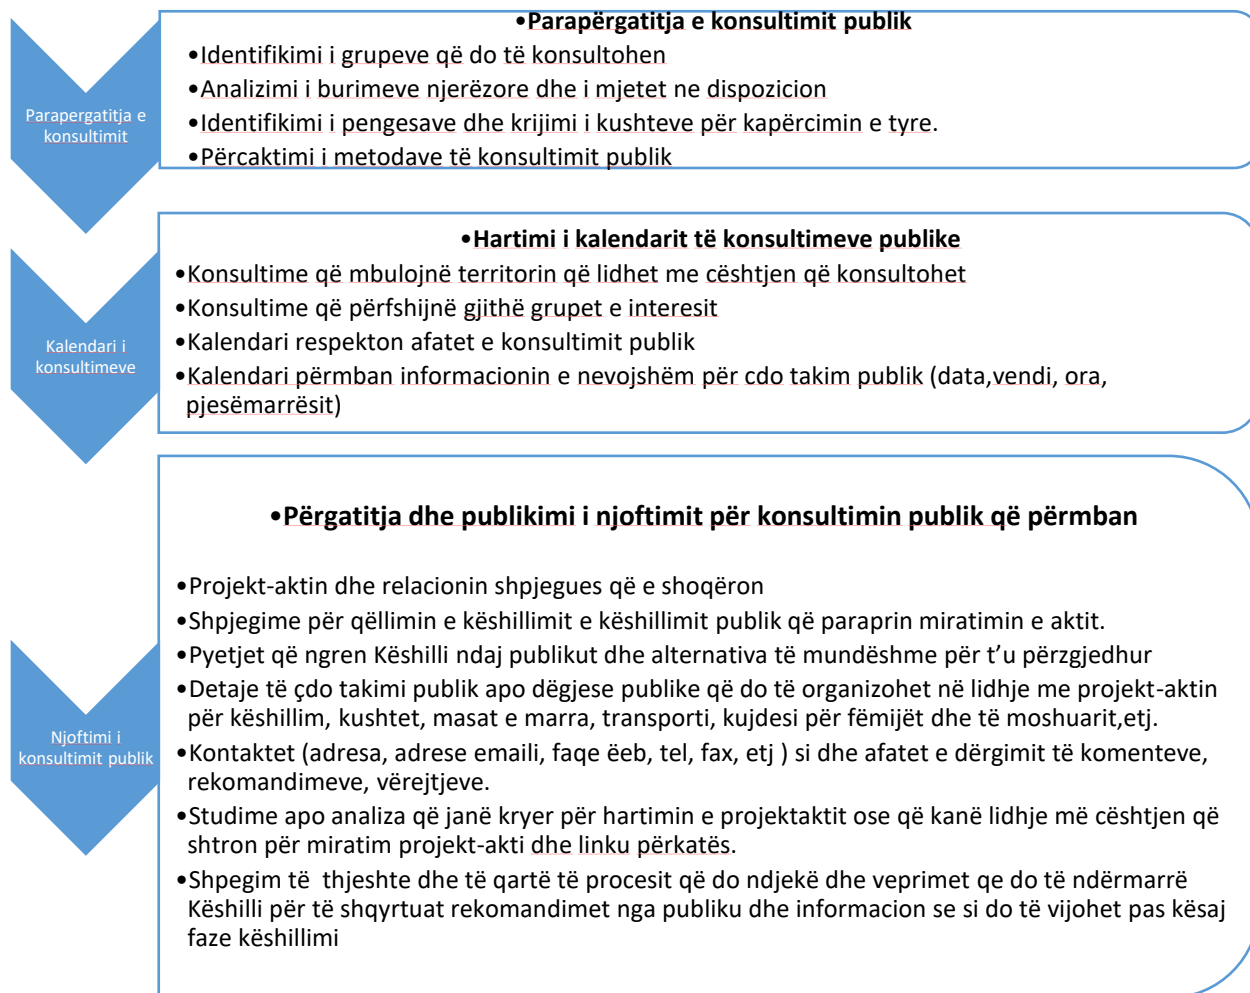 Parapergatitja e
konsultimit
•Parapërgatitja e konsultimit publik
•Identifikimi i grupeve që do të konsultohen
•Analizimi i burimeve njerëzore dhe i mjetet ne dispozicion
•Identifikimi i pengesave dhe krijimi i kushteve për kapërcimin e tyre.
•Përcaktimi i metodave të konsultimit publik
Kalendari i
konsultimeve
•Hartimi i kalendarit të konsultimeve publike
•Konsultime që mbulojnë territorin që lidhet me cështjen që konsultohet
•Konsultime që përfshijnë gjithë grupet e interesit
•Kalendari respekton afatet e konsultimit publik
•Kalendari përmban informacionin e nevojshëm për cdo takim publik (data,vendi, ora,
pjesëmarrësit)
Njoftimi i
konsultimit publik
•Përgatitja dhe publikimi i njoftimit për konsultimin publik që përmban
•Projekt-aktin dhe relacionin shpjegues që e shoqëron
•Shpjegime për qëllimin e këshillimit e këshillimit publik që paraprin miratimin e aktit.
•Pyetjet që ngren Këshilli ndaj publikut dhe alternativa të mundëshme për t’u përzgjedhur
•Detaje të çdo takimi publik apo dëgjese publike që do të organizohet në lidhje me projekt-aktin
për këshillim, kushtet, masat e marra, transporti, kujdesi për fëmijët dhe të moshuarit,etj.
•Kontaktet (adresa, adrese emaili, faqe ëeb, tel, fax, etj ) si dhe afatet e dërgimit të komenteve,
rekomandimeve, vërejtjeve.
•Studime apo analiza që janë kryer për hartimin e projektaktit ose që kanë lidhje më cështjen që
shtron për miratim projekt-akti dhe linku përkatës.
•Shpegim të  thjeshte dhe të qartë të procesit që do ndjekë dhe veprimet qe do të ndërmarrë
Këshilli për të shqyrtuat rekomandimet nga publiku dhe informacion se si do të vijohet pas kësaj
faze këshillimi